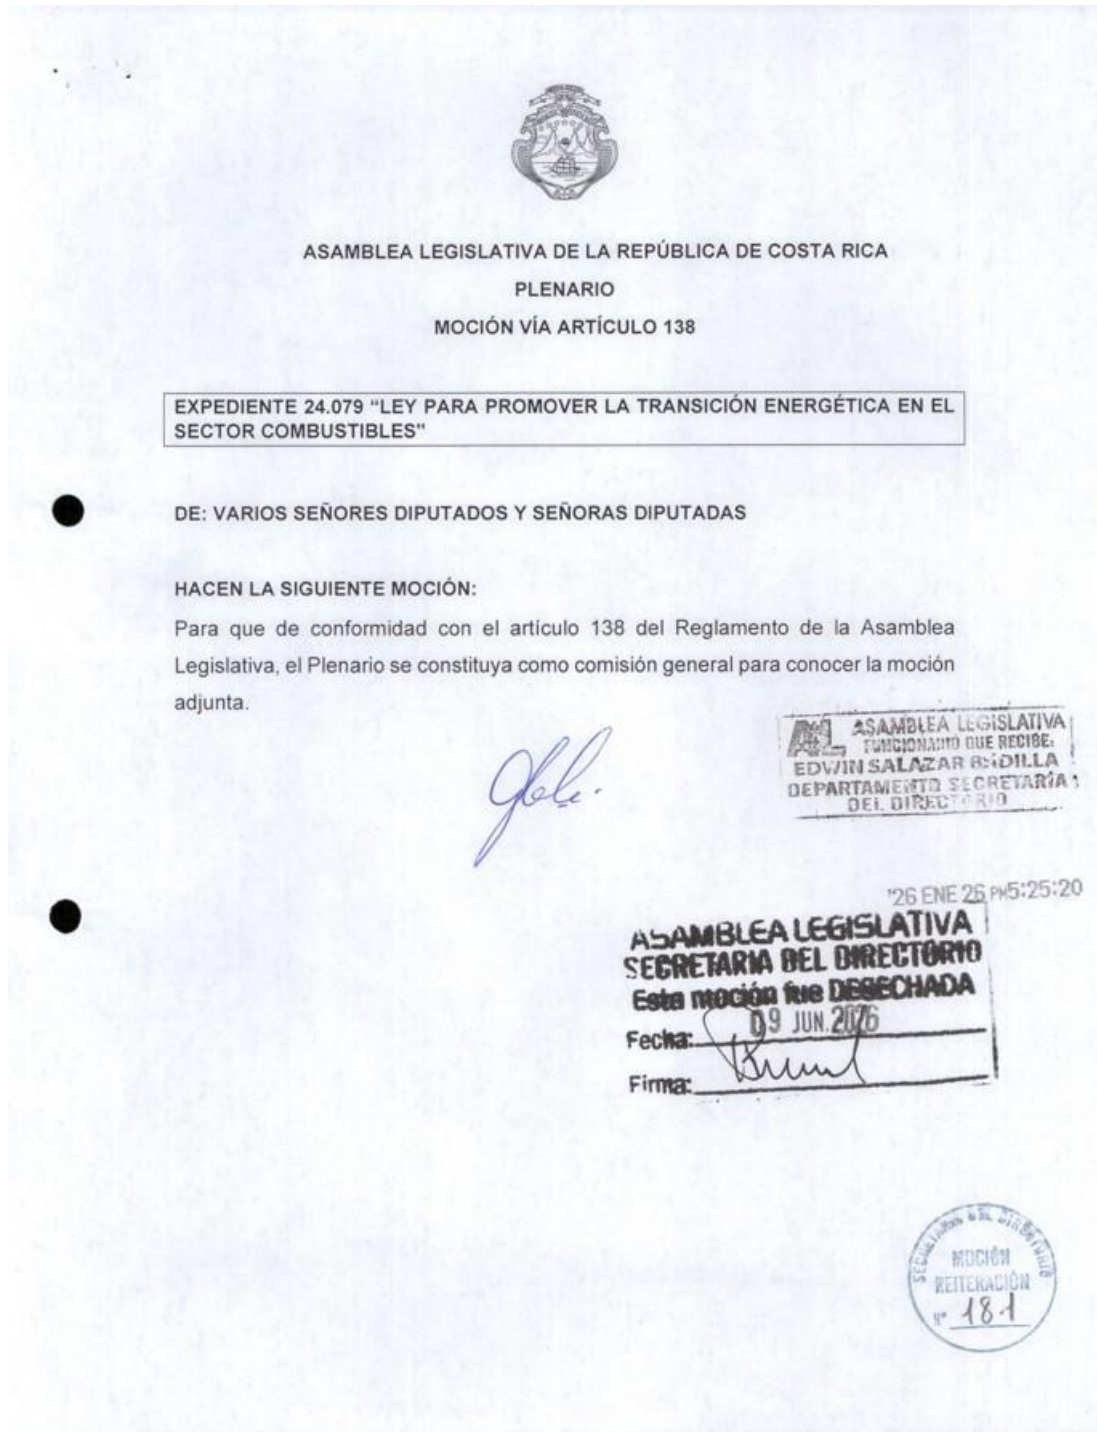 ASAMBLEA LEGISLATIVA DE LA REPÚBLICA DE COSTA RICA
PLENARIO
MOCIÓN VÍA ARTÍCULO 138
EXPEDIENTE 24.079 “LEY PARA PROMOVER LA TRANSICIÓN ENERGÉTICA EN EL
SECTOR COMBUSTIBLES”
DE: VARIOS SEÑORES DIPUTADOS Y SEÑORAS DIPUTADAS
HACEN LA SIGUIENTE MOCIÓN:
Para que de conformidad con el artículo 138 del Reglamento de la Asamblea
Legislativa, el Plenario se constituya como comisión general para conocer la moción
adjunta.
AL ASAMBLEA LEGISLATIVA
FUNCIONARIO QUE RECIBE:
EDWIN SALAZAR BADILLA
DEPARTAMENTO SECRETARÍA
DEL DIRECTORIO
'26 ENE 26 PM5:25:20
ASAMBLEA LEGISLATIVA
SECRETARIA DEL DIRECTORIO
Esta moción fue DESECHADA
Fecha: 09 JUN. 2026
Firma:
SECRETARIA DEL DIRECTORIO
MOCIÓN
REITERACIÓN
N° 181